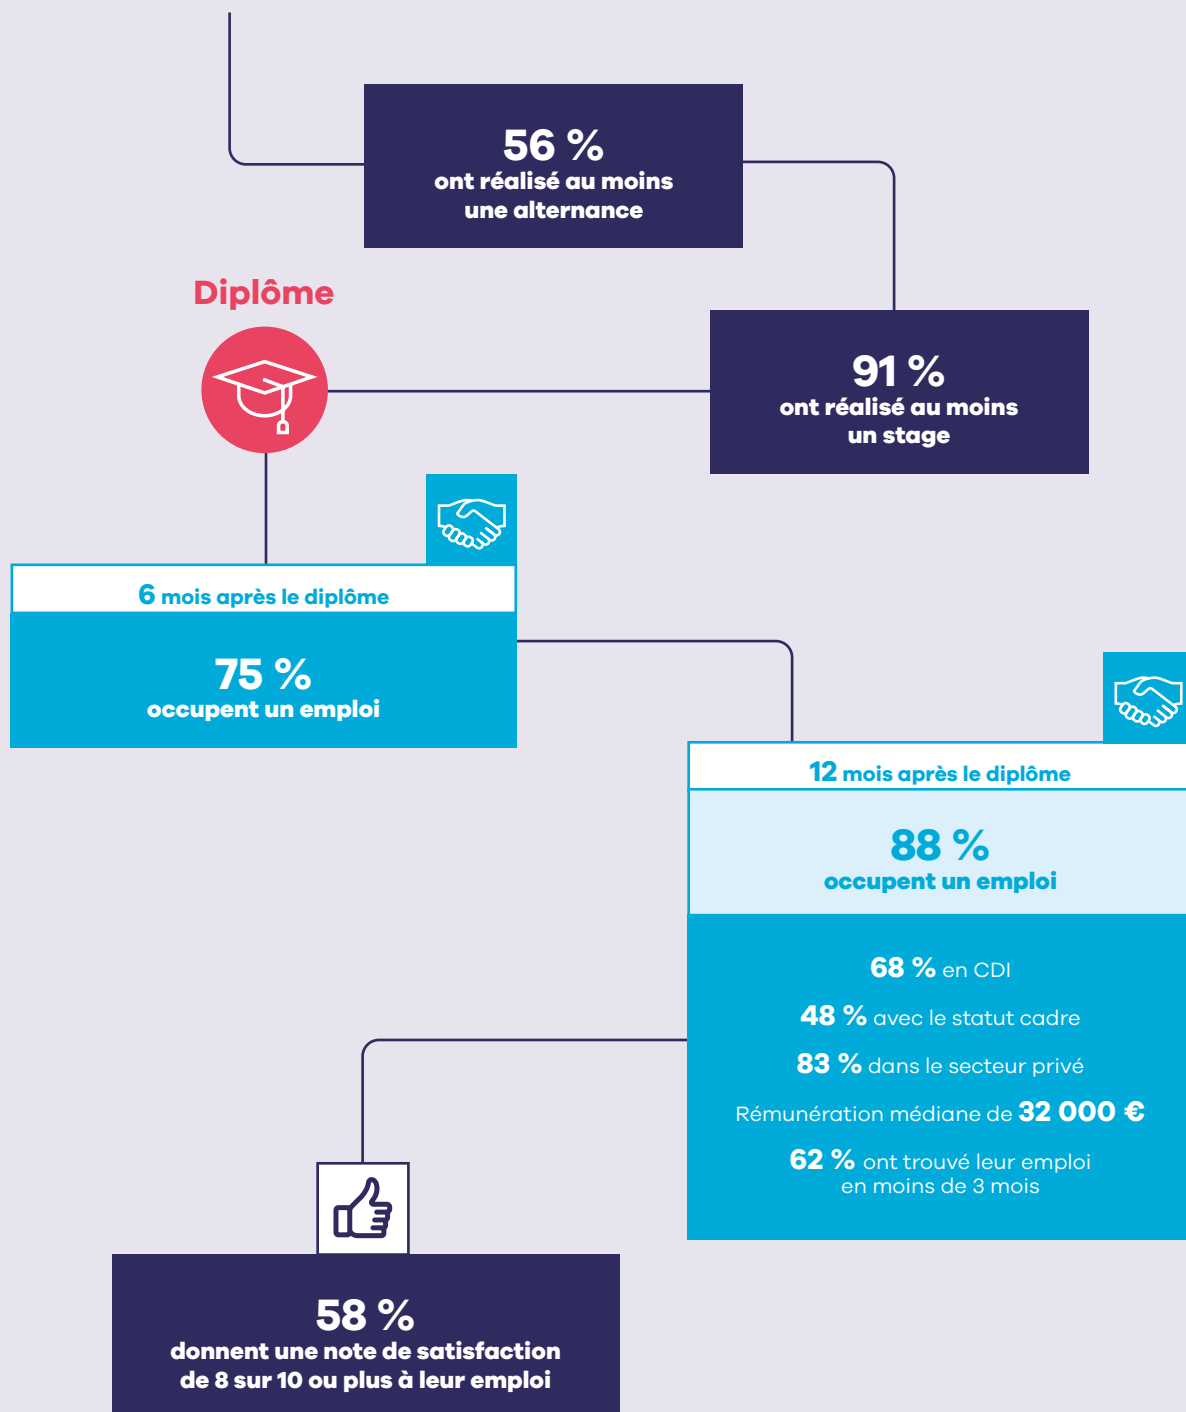 56 %
ont réalisé au moins
une alternance
Diplôme
91 %
ont réalisé au moins
un stage
6 mois après le diplôme
75 %
occupent un emploi
12 mois après le diplôme
88 %
occupent un emploi
68 % en CDI
48 % avec le statut cadre
83 % dans le secteur privé
Rémunération médiane de 32 000 €
62 % ont trouvé leur emploi
en moins de 3 mois
58 %
donnent une note de satisfaction
de 8 sur 10 ou plus à leur emploi